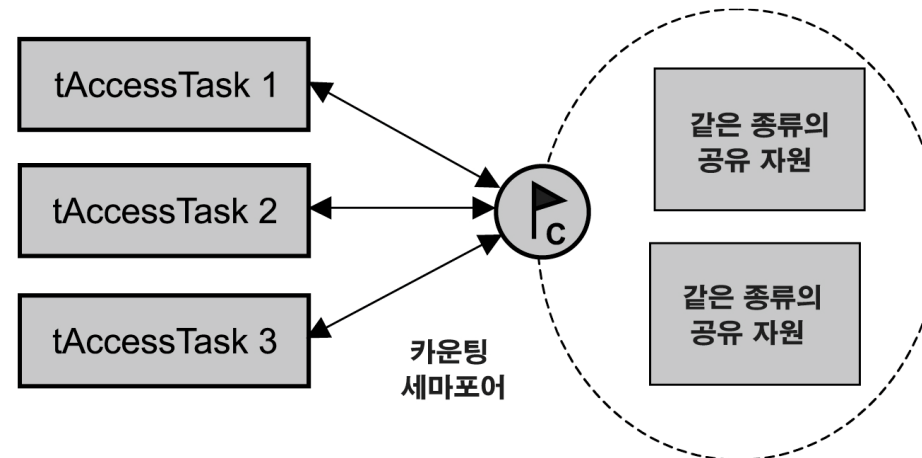 tAccessTask 1
tAccessTask 2
tAccessTask 3
C
카운팅
세마포어
같은 종류의
공유 자원
같은 종류의
공유 자원